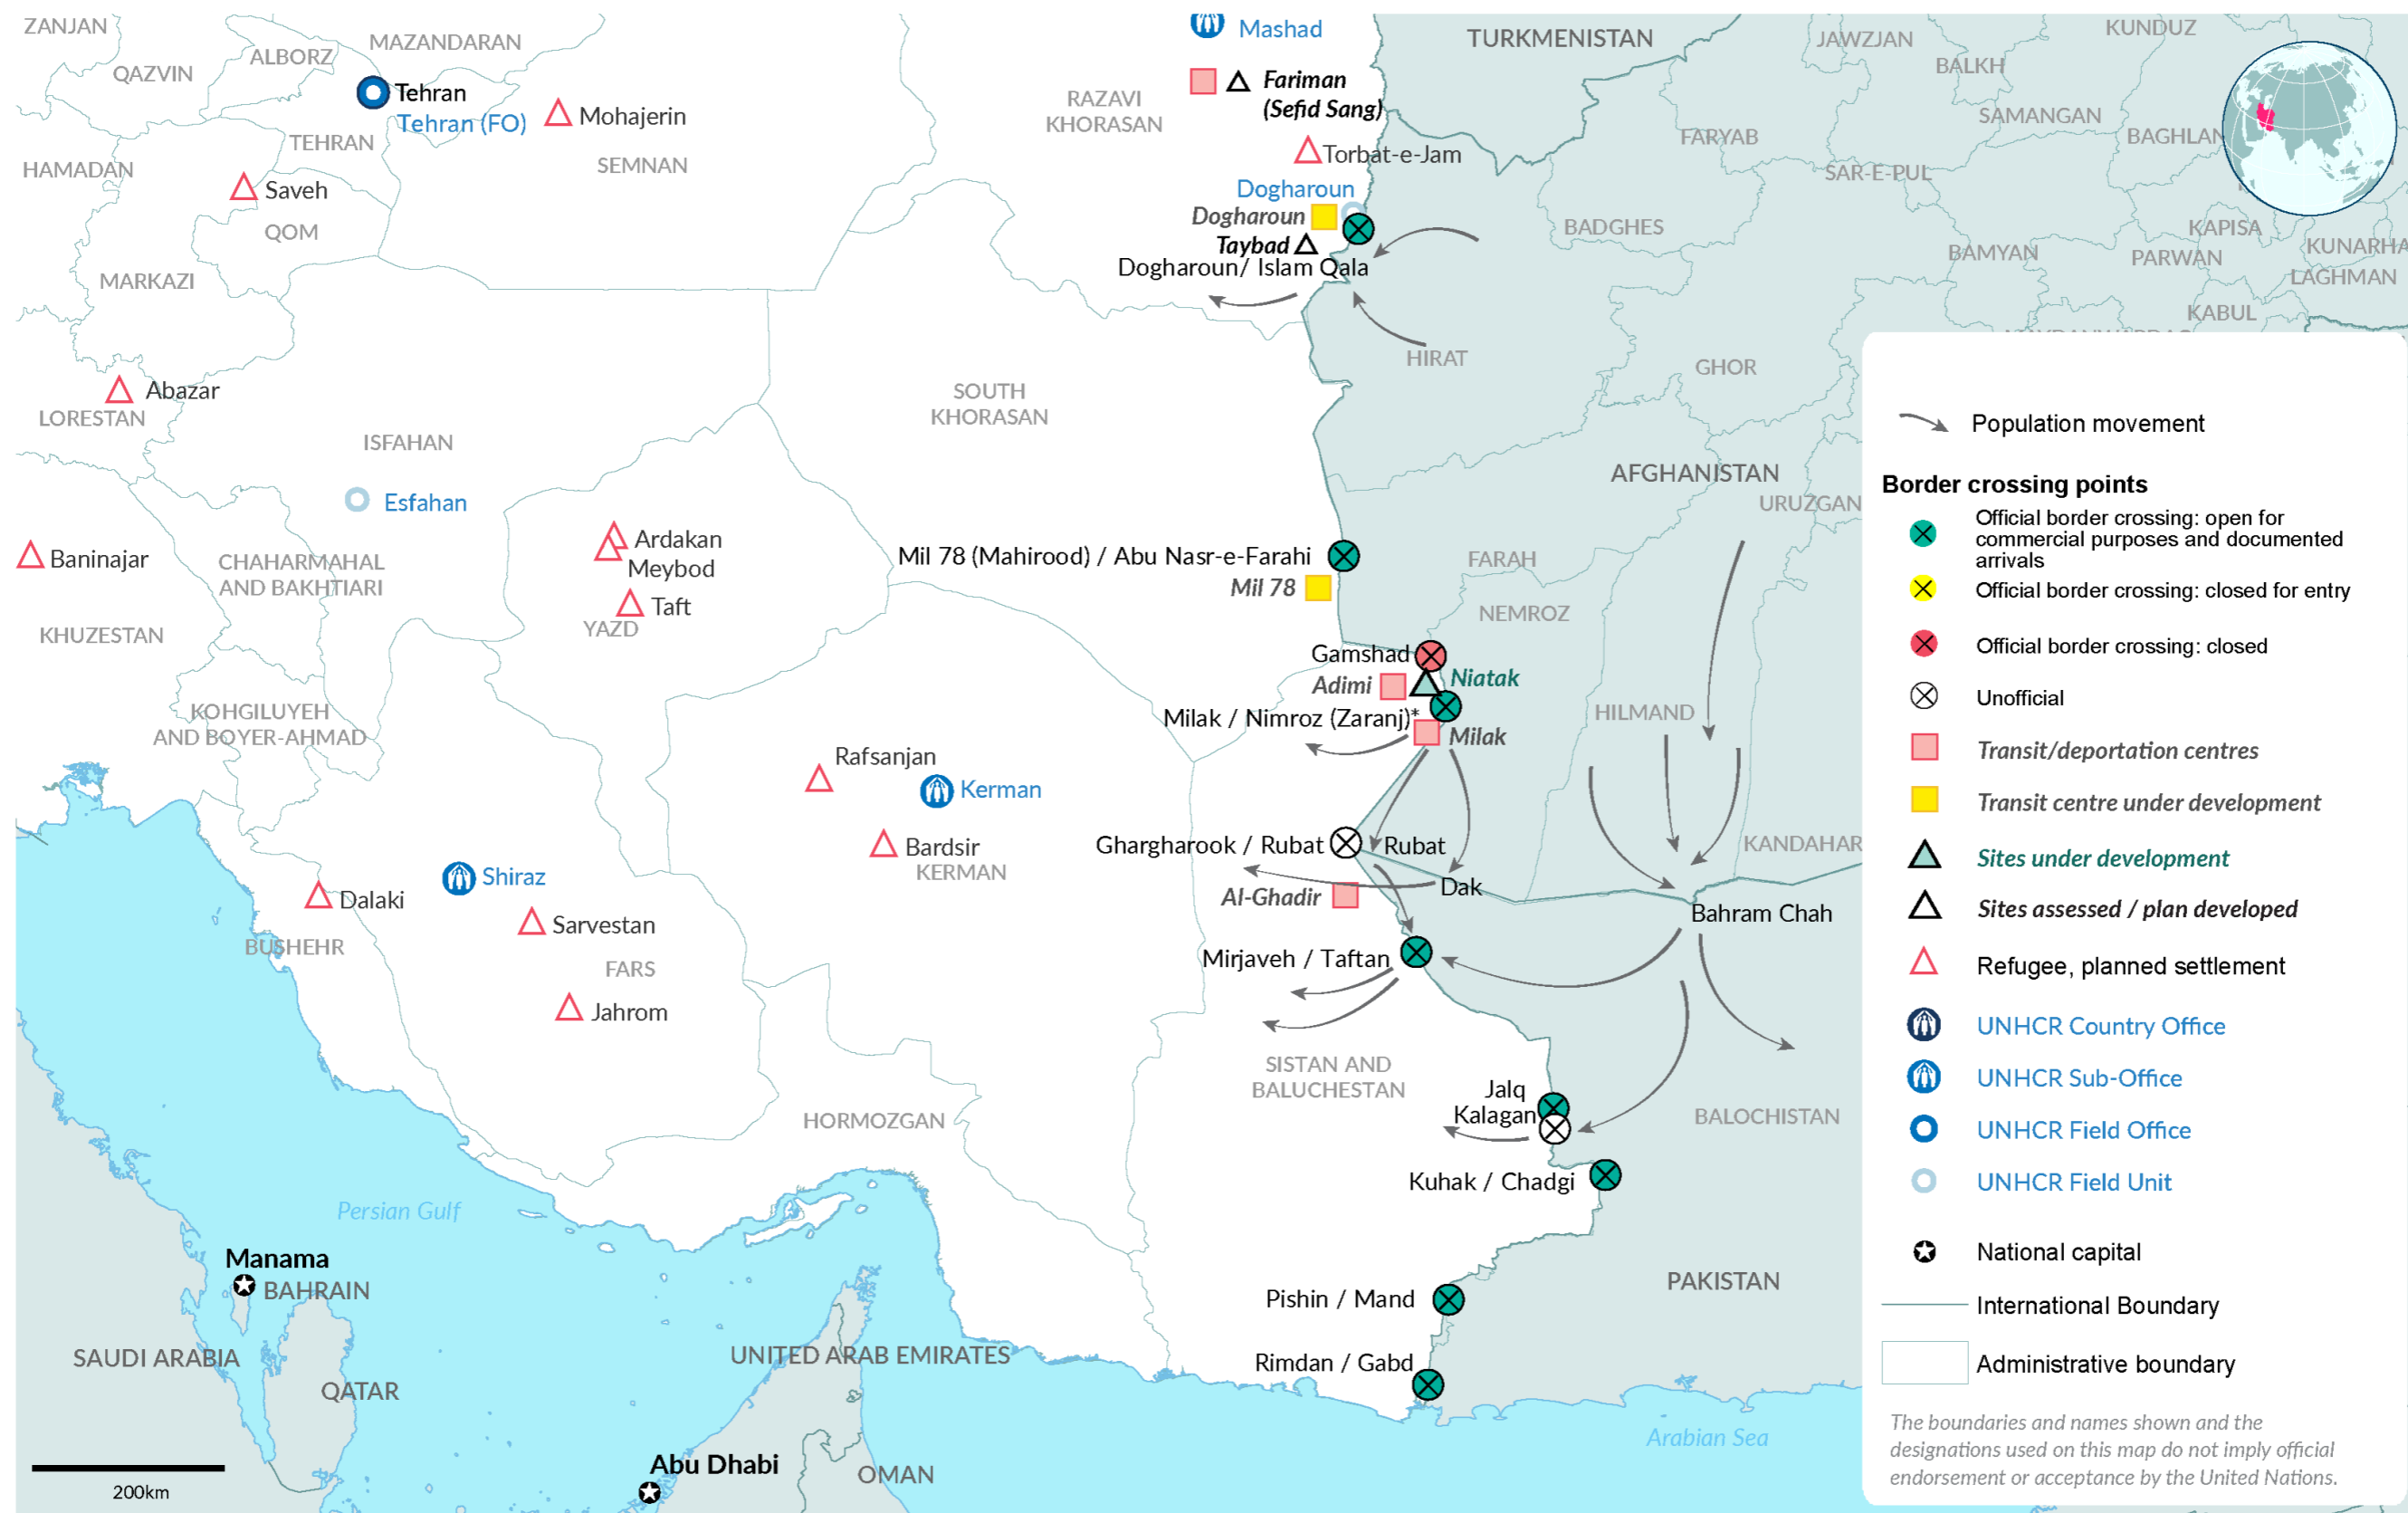 ZANJAN
ALBORZ
MAZANDARAN
QAZVIN
Tehran
Tehran (FO)
Mohajerin
TEHRAN
SEMNAN
HAMADAN
Saveh
QOM
MARKAZI
Abazar
LORESTAN
ISFAHAN
Esfahan
Baninajar
CHAHARMAHAL
AND BAKHTIARI
KHUZESTAN
Ardakan
Meybod
Taft
YAZD
KOHGILUYEH
AND BOYER-AHMAD
Mashad
Fariman
(Sefid Sang)
RAZAVI
KHORASAN
Torbat-e-Jam
Dogharoun
Dogharoun
Taybad
Dogharoun/ Islam Qala
SOUTH
KHORASAN
TURKMENISTAN
JAWZJAN
KUNDUZ
BALKH
SAMANGAN
FARYAB
BAGHLAN
SAR-E-PUL
BADGHES
KAPISA
KUNARHA
BAMYAN
PARWAN
LAGHMAN
KABUL
HIRAT
GHOR
AFGHANISTAN
URUZGAN
Mil 78 (Mahirood) / Abu Nasr-e-Farahi
Mil 78
FARAH
NEMROZ
Gamshad
Niatak
Adimi
Milak / Nimroz (Zaranj)*
Milak
HILMAND
KANDAHAR
Rafsanjan
Kerman
Bardsir
KERMAN
Ghargharook / Rubat
Rubat
Dak
Al-Ghadir
Bahram Chah
Mirjaveh / Taftan
Shiraz
Dalaki
Sarvestan
BUSHEHR
FARS
Jahrom
SISTAN AND
BALUCHESTAN
Jalq
Kalagan
BALOCHISTAN
HORMOZGAN
Kuhak / Chadgi
Persian Gulf
Manama
BAHRAIN
PAKISTAN
Pishin / Mand
SAUDI ARABIA
UNITED ARAB EMIRATES
Rimdan / Gabd
QATAR
Arabian Sea
Abu Dhabi
OMAN
200km
Population movement
Border crossing points
Official border crossing: open for
commercial purposes and documented
arrivals
Official border crossing: closed for entry
Official border crossing: closed
Unofficial
Transit/deportation centres
Transit centre under development
Sites under development
Sites assessed / plan developed
Refugee, planned settlement
UNHCR Country Office
UNHCR Sub-Office
UNHCR Field Office
UNHCR Field Unit
National capital
International Boundary
Administrative boundary
The boundaries and names shown and the
designations used on this map do not imply official
endorsement or acceptance by the United Nations.